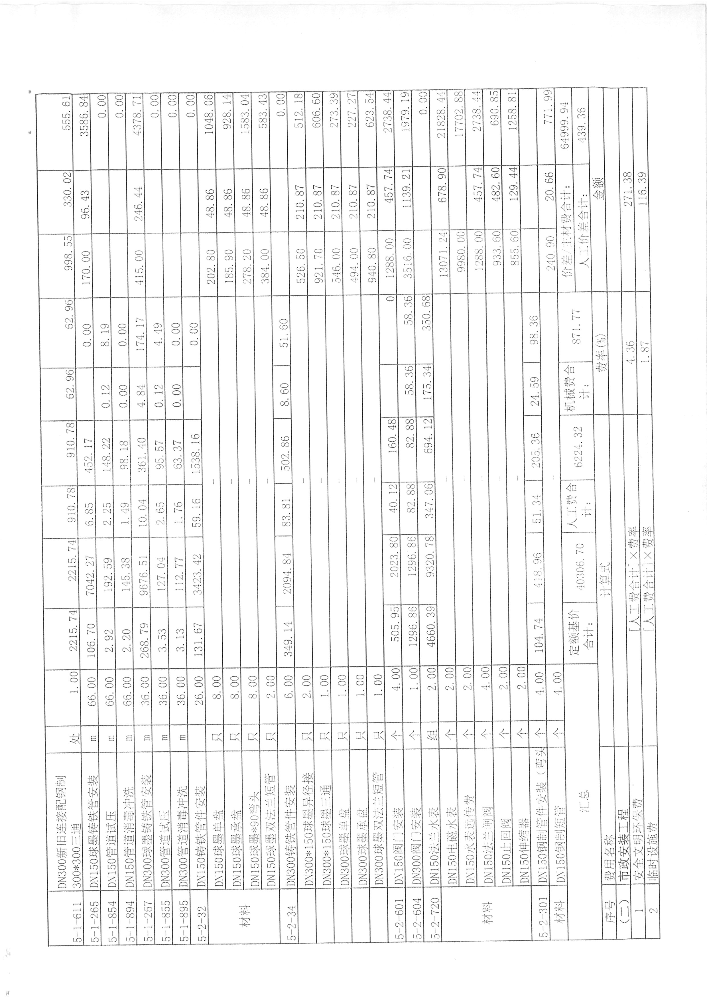 5-1-611 DN300新旧连接配钢制300*300三通 处 1.00 2215.74 2215.74 910.78 910.78 62.96 62.96 998.55 330.02 555.61
5-1-265 DN150球墨铸铁管安装 m 66.00 106.70 7042.27 6.85 452.17 0.00 170.00 96.43 3586.84
5-1-854 DN150管道试压 m 66.00 2.92 192.59 2.25 148.22 0.12 8.19 0.00
5-1-894 DN150管道消毒冲洗 m 66.00 2.20 145.38 1.49 98.18 0.00 0.00 0.00
5-1-267 DN300球墨铸铁管安装 m 36.00 268.79 9676.51 10.04 361.40 4.84 174.17 415.00 246.44 4378.71
5-1-855 DN300管道试压 m 36.00 3.53 127.04 2.65 95.57 0.12 4.49 0.00
5-1-895 DN300管道消毒冲洗 m 36.00 3.13 112.77 1.76 63.37 0.00 0.00 0.00
5-2-32 DN150铸铁管件安装 26.00 131.67 3423.42 59.16 1538.16 0.00 0.00
材料
DN150球墨单盘 只 8.00 – 202.80 48.86 1048.06
DN150球墨承盘 只 8.00 – 185.90 48.86 928.14
DN150球墨*90弯头 只 8.00 – 278.20 48.86 1583.04
DN150球墨双法兰短管 只 2.00 – 384.00 48.86 583.43
5-2-34 DN300铸铁管件安装 6.00 349.14 2094.84 83.81 502.86 8.60 51.60 0.00
DN300*150球墨异径接 只 2.00 – 526.50 210.87 512.18
DN300*150球墨三通 只 1.00 – 921.70 210.87 606.60
DN300球墨单盘 只 1.00 546.00 210.87 273.39
DN300球墨承盘 只 1.00 494.00 210.87 227.27
DN300球墨双法兰短管 只 1.00 – 940.80 210.87 623.54
5-2-601 DN150阀门安装 个 4.00 505.95 2023.80 40.12 160.48 0 1288.00 457.74 2738.44
5-2-604 DN300阀门安装 个 1.00 1296.86 1296.86 82.88 82.88 58.36 58.36 3516.00 1139.21 1979.19
5-2-720 DN150法兰水表 组 2.00 4660.39 9320.78 347.06 694.12 175.34 350.68 0.00
材料
DN150电磁水表 个 2.00 – 13071.24 678.90 21828.44
DN150水表远传费 个 2.00 – 9980.00 17702.88
DN150法兰闸阀 个 4.00 – 1288.00 457.74 2738.44
DN150止回阀 个 2.00 – 933.60 482.60 690.85
DN150伸缩器 个 2.00 – 855.60 129.44 1258.81
5-2-301 DN150钢制管件安装（弯头 个 4.00 104.74 418.96 51.34 205.36 24.59 98.36
材料 DN150钢制短管 个 4.00 – 240.90 20.66 771.99
汇总 定额基价合计： 40306.70 人工费合计： 6224.32 机械费合计： 871.77 价差/主材费合计： 64999.94
人工价差合计： 439.36
序号 费用名称 计算式 费率(%) 金额
(二) 市政安装工程
1 安全文明环保费 [人工费合计]×费率 4.36 271.38
2 临时设施费 [人工费合计]×费率 1.87 116.39